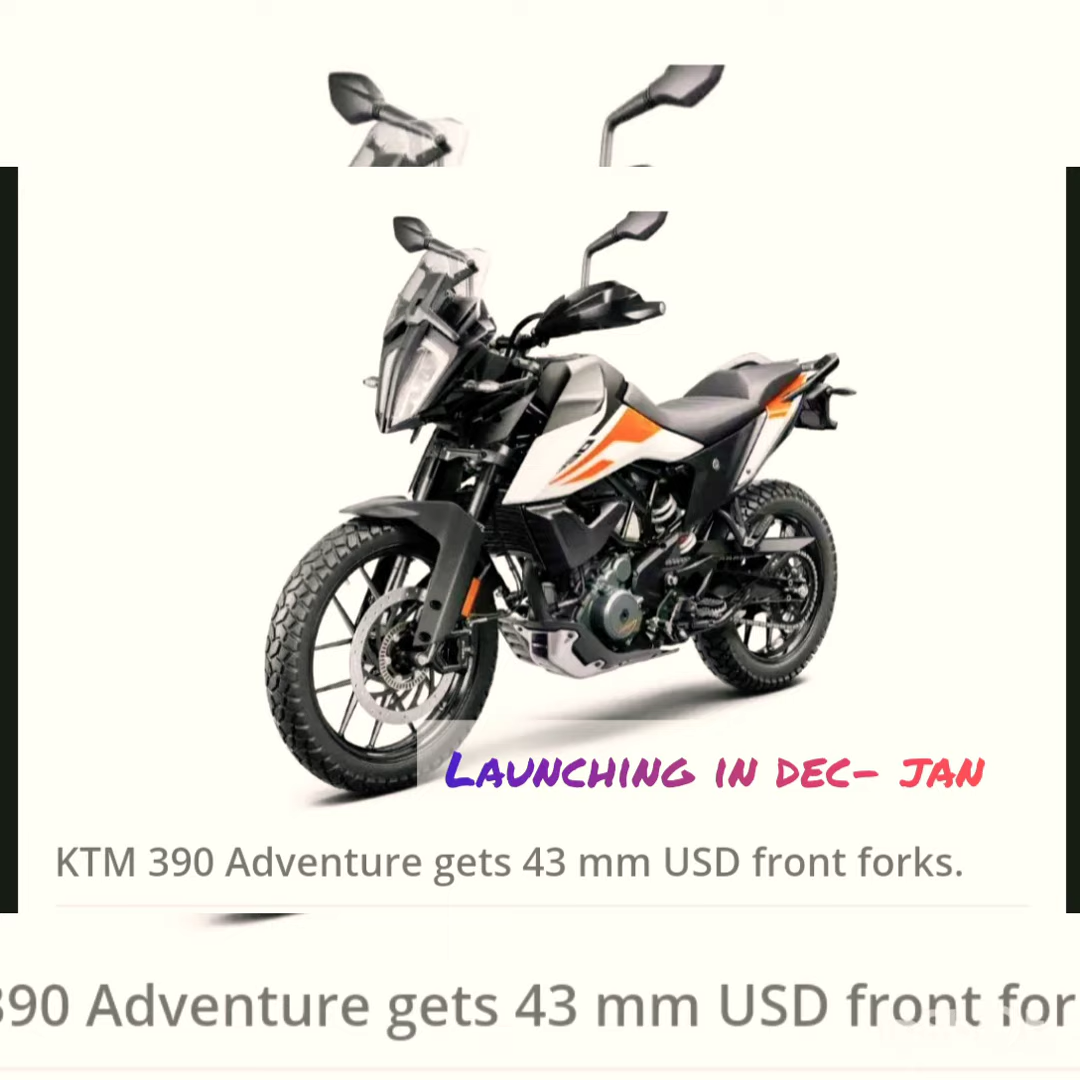 Launching in dec- jan
KTM 390 Adventure gets 43 mm USD front forks.
390 Adventure gets 43 mm USD front for